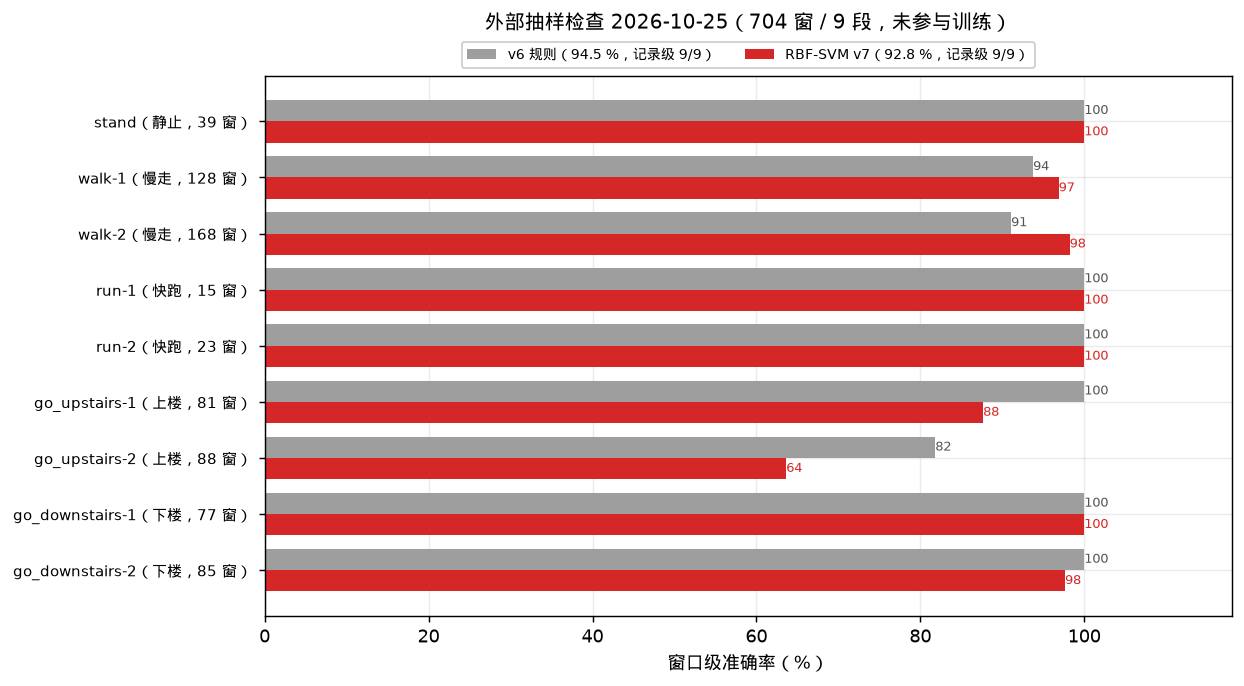 外部抽样检查 2026-10-25（704 窗 / 9 段，未参与训练）
v6 规则（94.5 %，记录级 9/9）
RBF-SVM v7（92.8 %，记录级 9/9）
stand（静止，39 窗）
100
100
walk-1（慢走，128 窗）
94
97
walk-2（慢走，168 窗）
91
98
run-1（快跑，15 窗）
100
100
run-2（快跑，23 窗）
100
100
go_upstairs-1（上楼，81 窗）
100
88
go_upstairs-2（上楼，88 窗）
82
64
go_downstairs-1（下楼，77 窗）
100
100
go_downstairs-2（下楼，85 窗）
100
98
0 20 40 60 80 100
窗口级准确率（%）